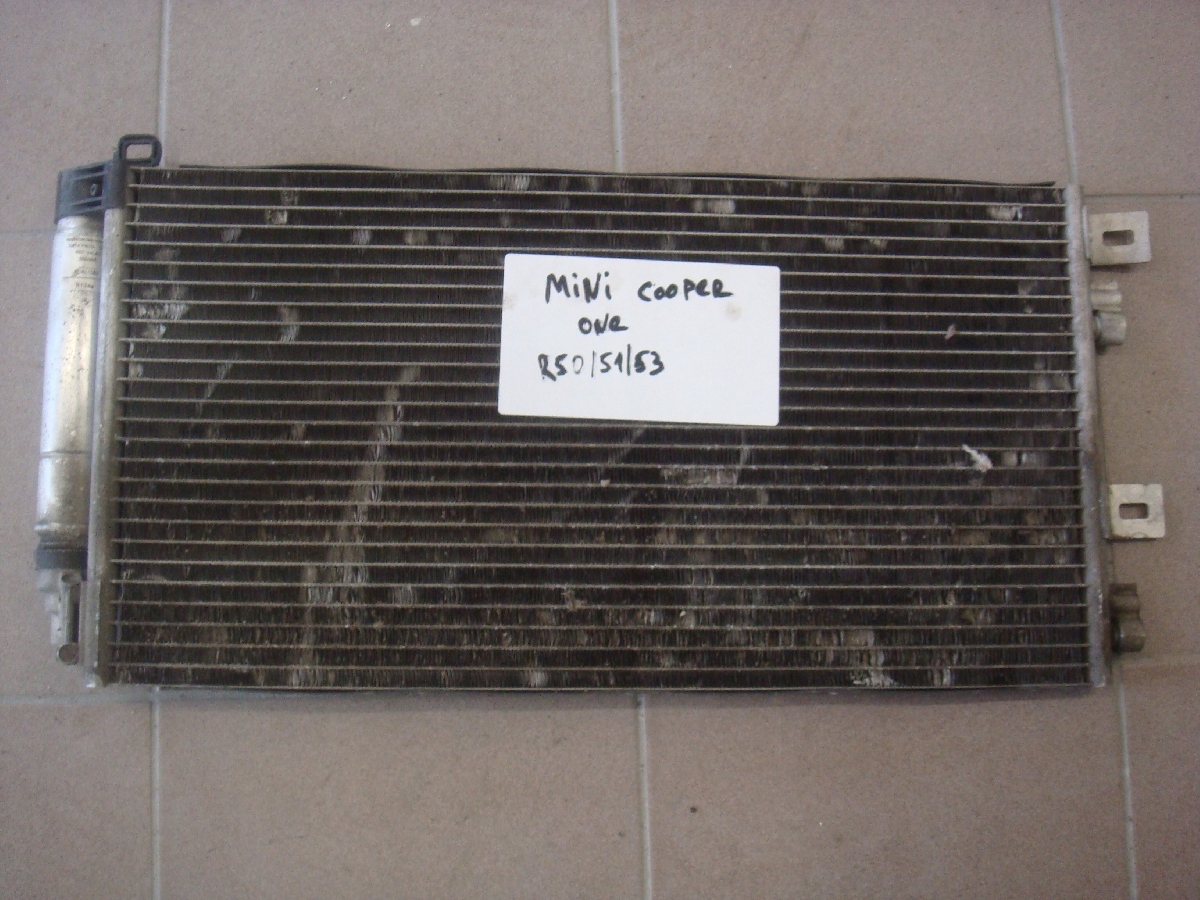 MiNi COOPER
ONe
R50/51/53